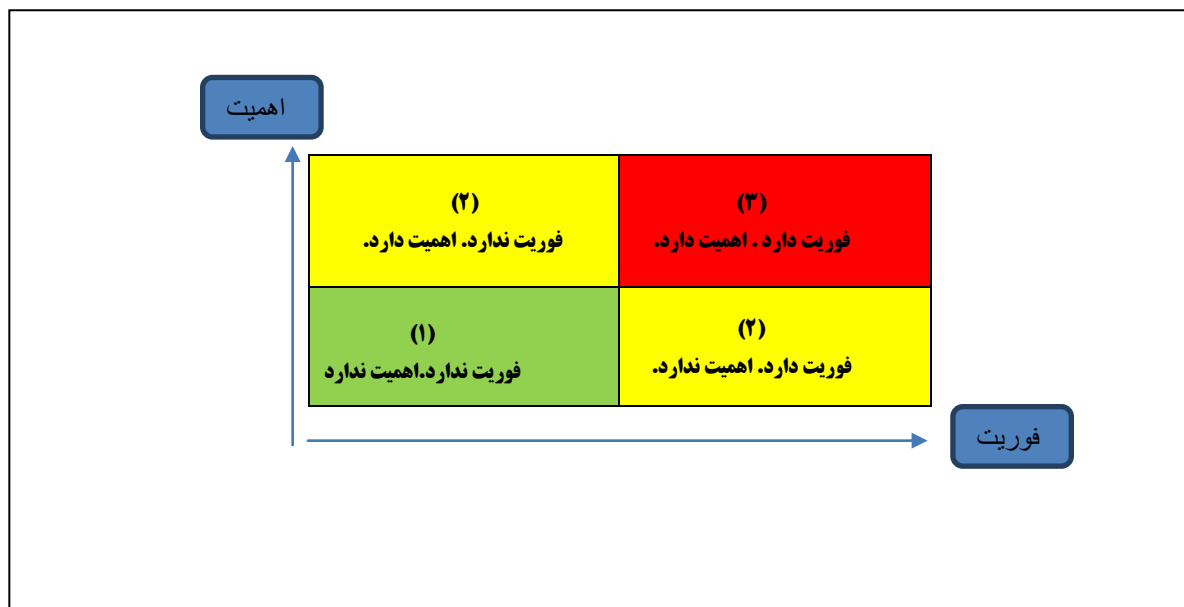 اهمیت
(۳)
فوریت دارد . اهمیت دارد.
(۲)
فوریت ندارد. اهمیت دارد.
(۲)
فوریت دارد. اهمیت ندارد.
(۱)
فوریت ندارد.اهمیت ندارد
فوریت